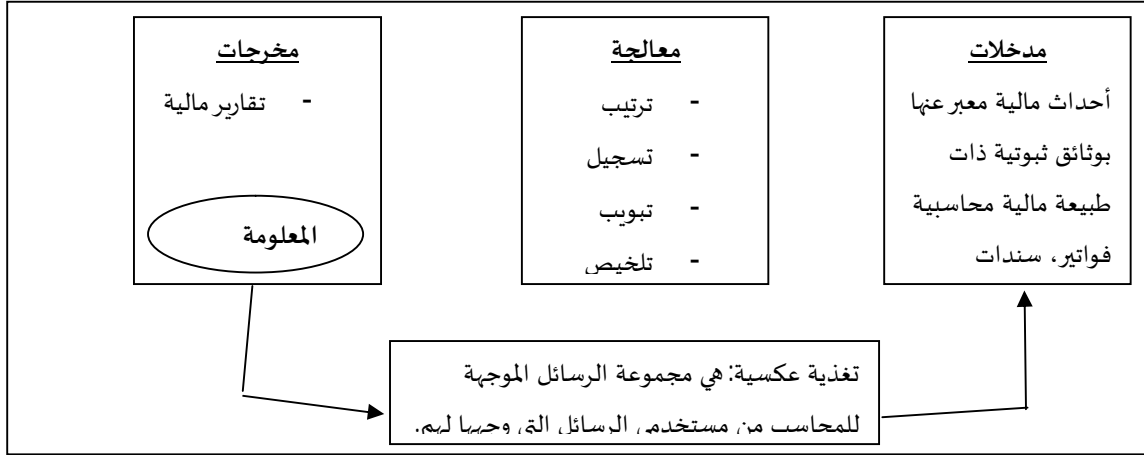 مدخلات
أحداث مالية معبر عنها
بوثائق ثبوتية ذات
طبيعة مالية محاسبية
فواتير، سندات
معالجة
- ترتيب
- تسجيل
- تبويب
- تلخيص
مخرجات
- تقارير مالية
المعلومة
تغذية عكسية: هي مجموعة الرسائل الموجهة
للمحاسب من مستخدمي الرسائل التي وجهها لهم.